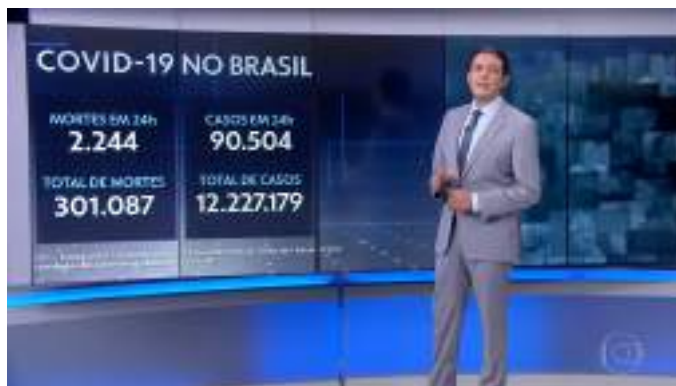 COVID-19 NO BRASIL
MORTES EM 24h
2.244
CASOS EM 24h
90.504
TOTAL DE MORTES
301.087
TOTAL DE CASOS
12.227.179